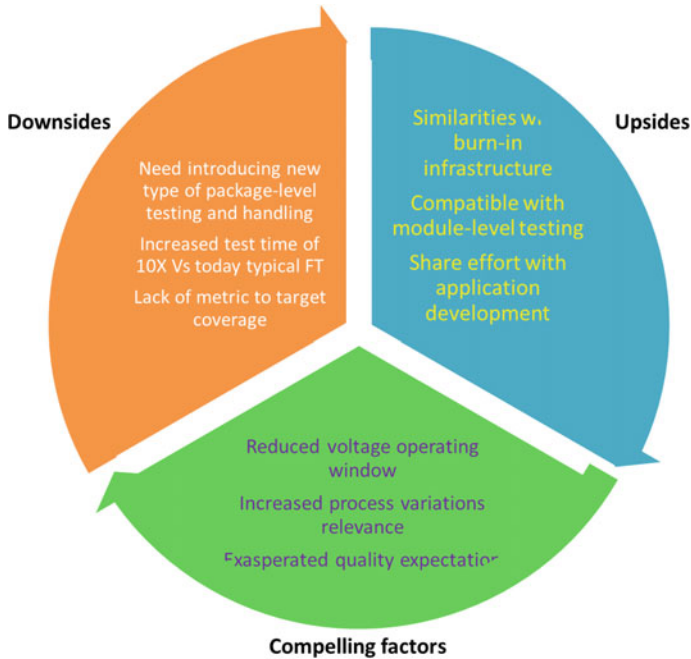 Downsides
Need introducing new
type of package-level
testing and handling
Increased test time of
10X Vs today typical FT
Lack of metric to target
coverage
Upsides
Similarities
burn-in
infrastructure
Compatible with
module-level testing
Share effort with
application
development
Reduced voltage operating
window
Increased process variations
relevance
Exasperated quality expectation
Compelling factors